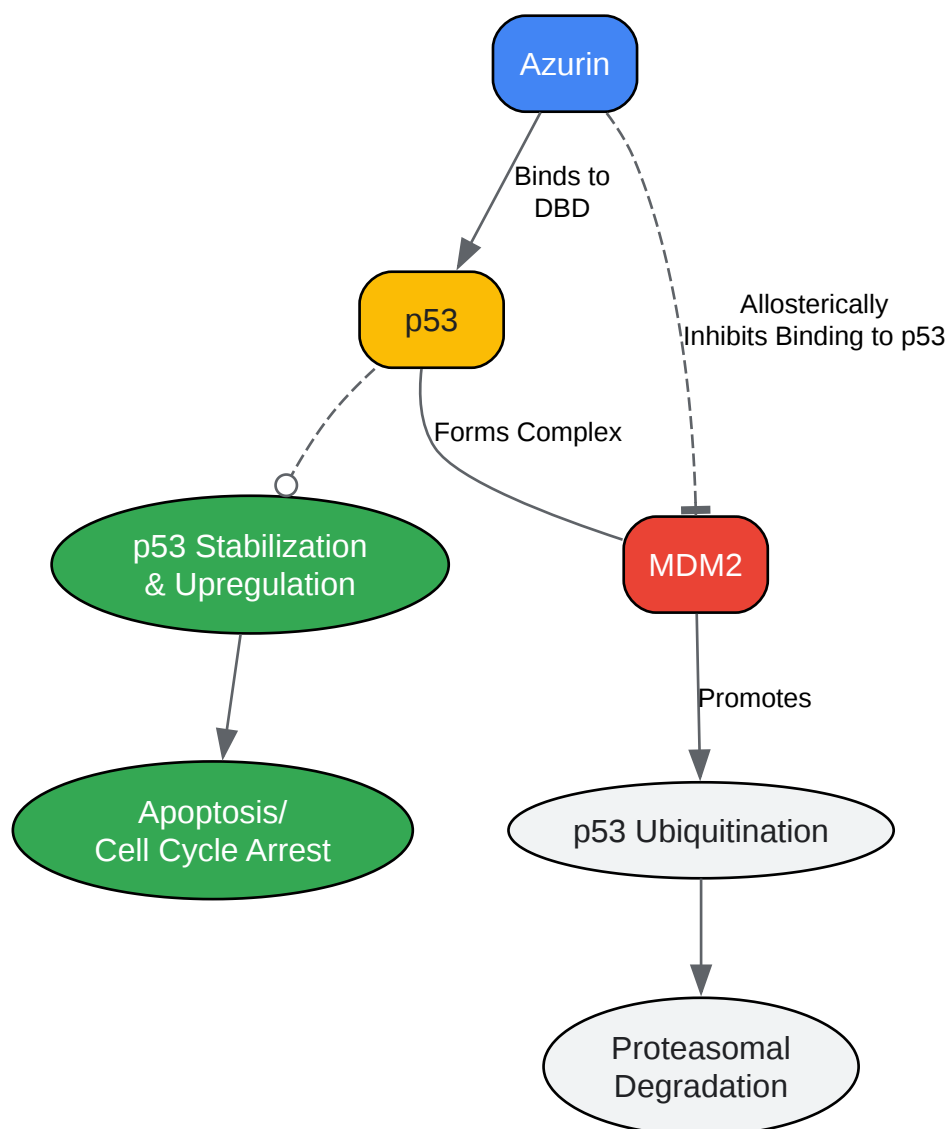 Azurin
Binds to
DBD
Allosterically
Inhibits Binding to p53
p53
Forms Complex
p53 Stabilization
& Upregulation
MDM2
Promotes
Apoptosis/
Cell Cycle Arrest
p53 Ubiquitination
Proteasomal
Degradation